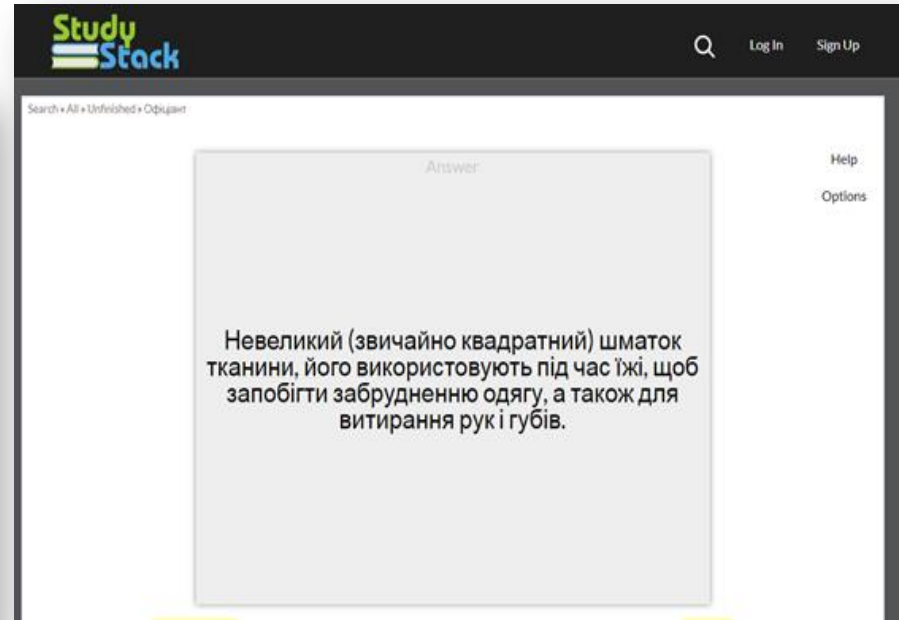 Study
Stack
Log In
Sign Up
Search » All » Unfinished » Офіціант
Help
Options
Answer
Невеликий (звичайно квадратний) шматок
тканини, його використовують під час їжі, щоб
запобігти забрудненню одягу, а також для
витирання рук і губів.